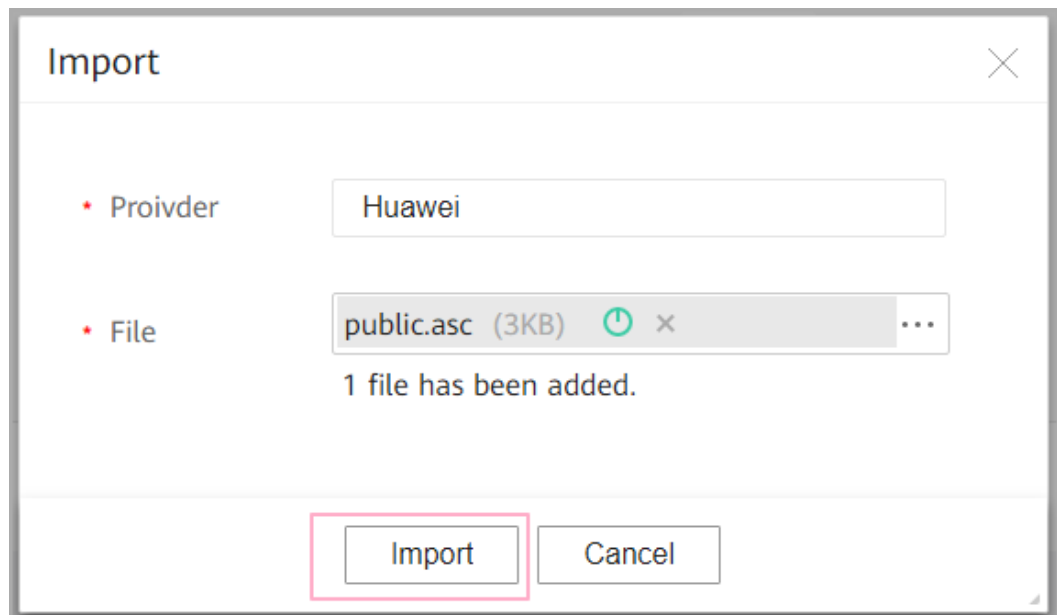 Import
* Proivder Huawei
* File public.asc (3KB)
1 file has been added.
Import Cancel